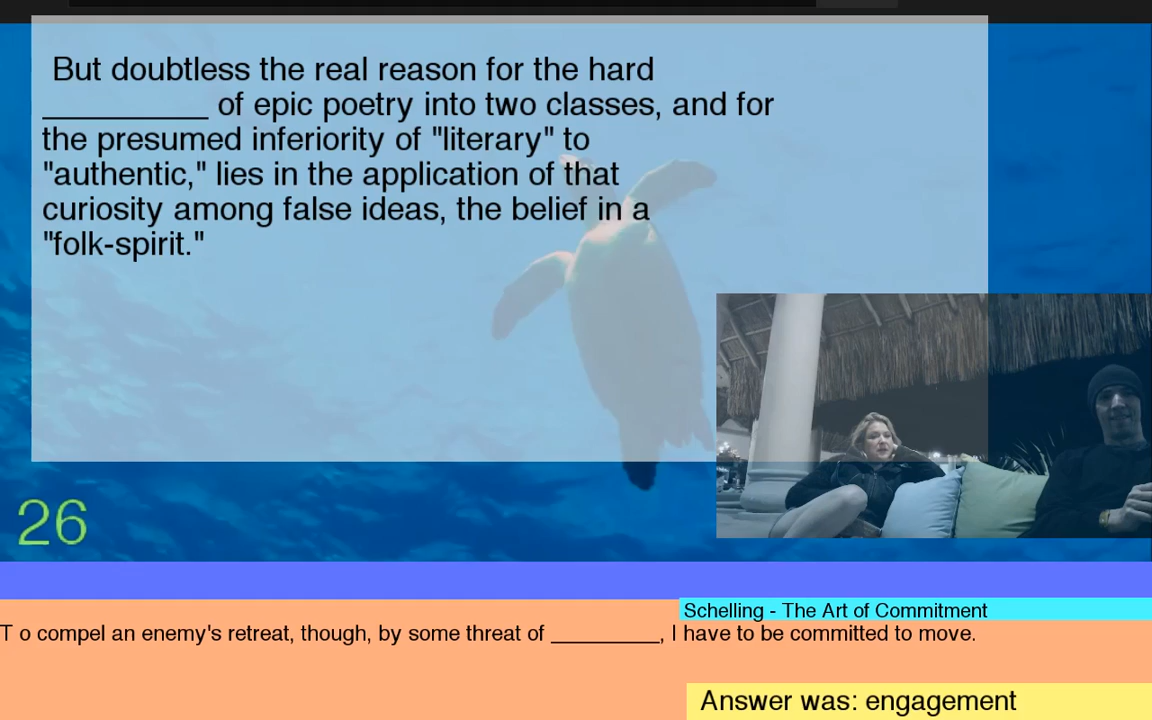 But doubtless the real reason for the hard
__________ of epic poetry into two classes, and for
the presumed inferiority of "literary" to
"authentic," lies in the application of that
curiosity among false ideas, the belief in a
"folk-spirit."
26
Schelling - The Art of Commitment
T o compel an enemy's retreat, though, by some threat of __________, I have to be committed to move.
Answer was: engagement